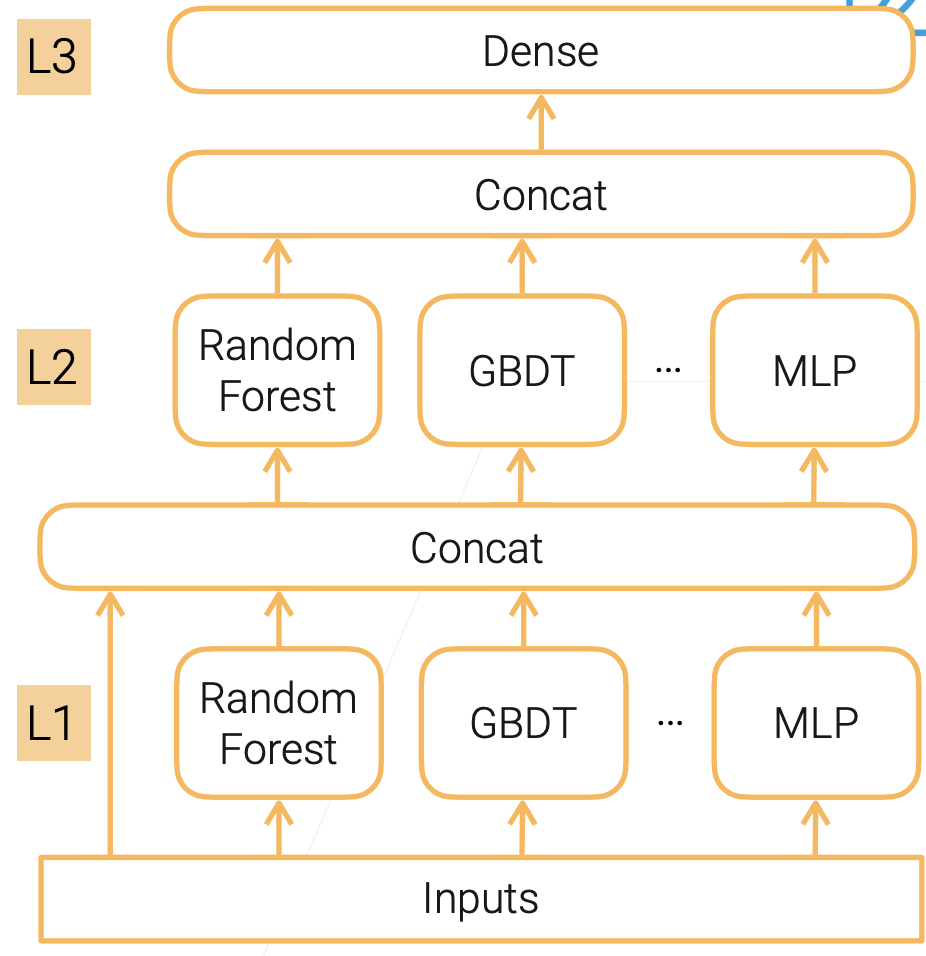 L3
Dense
Concat
L2
Random
Forest
GBDT
...
MLP
Concat
L1
Random
Forest
GBDT
...
MLP
Inputs